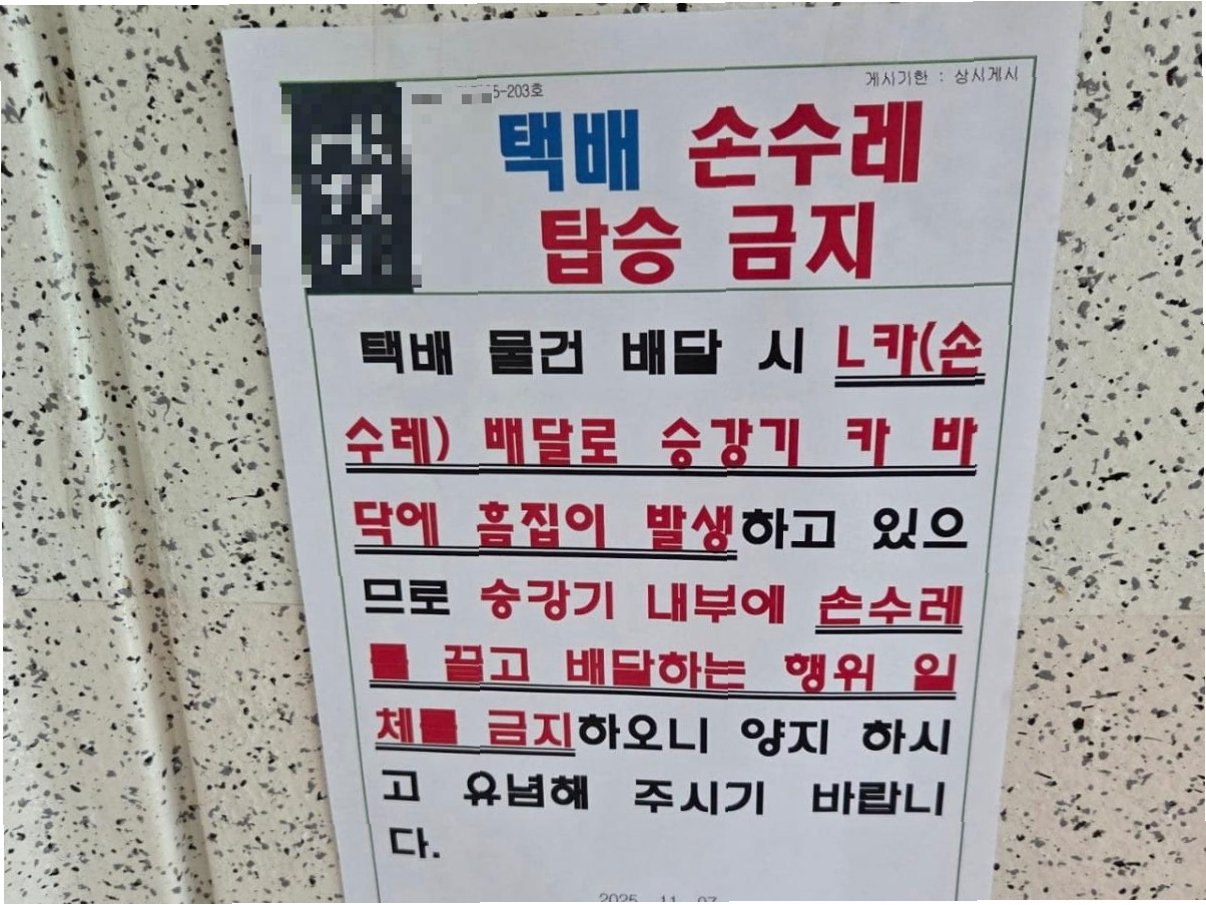 5-203호
게시기한 : 상시게시
택배 손수레
탑승 금지
택배 물건 배달 시 L카(손
수레) 배달로 승강기 카 바
닥에 흠집이 발생하고 있으
므로 승강기 내부에 손수레
를 끌고 배달하는 행위 일
체를 금지하오니 양지 하시
고 유념해 주시기 바랍니
다.
2025. 11. 07